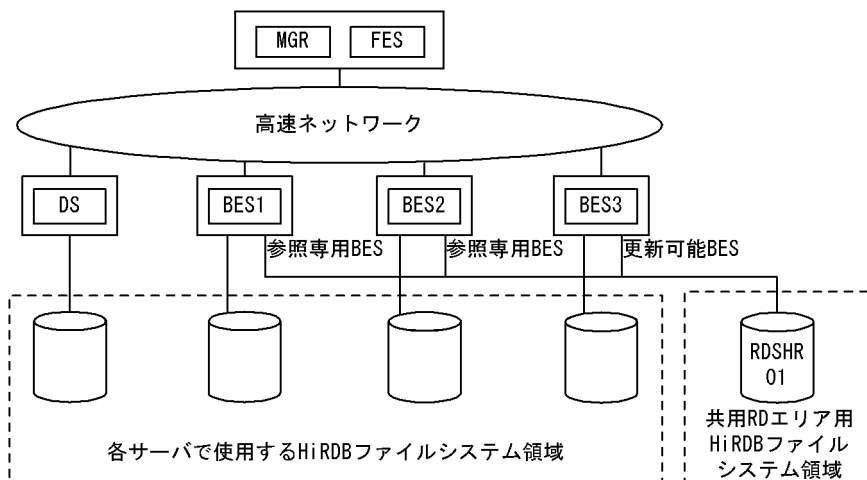 MGR
FES
高速ネットワーク
DS
BES1
BES2
BES3
参照専用BES
参照専用BES
更新可能BES
RDSHR
01
各サーバで使用するHiRDBファイルシステム領域
共用RDエリア用
HiRDBファイル
システム領域